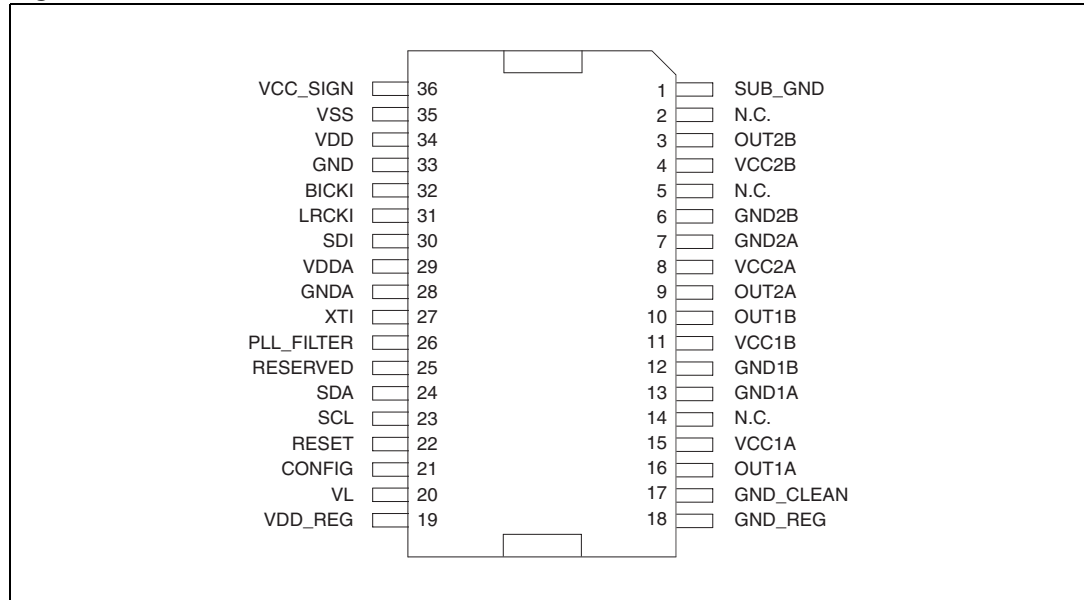 VCC_SIGN 36 1 SUB_GND
VSS 35 2 N.C.
VDD 34 3 OUT2B
GND 33 4 VCC2B
BICKI 32 5 N.C.
LRCKI 31 6 GND2B
SDI 30 7 GND2A
VDDA 29 8 VCC2A
GNDA 28 9 OUT2A
XTI 27 10 OUT1B
PLL_FILTER 26 11 VCC1B
RESERVED 25 12 GND1B
SDA 24 13 GND1A
SCL 23 14 N.C.
RESET 22 15 VCC1A
CONFIG 21 16 OUT1A
VL 20 17 GND_CLEAN
VDD_REG 19 18 GND_REG